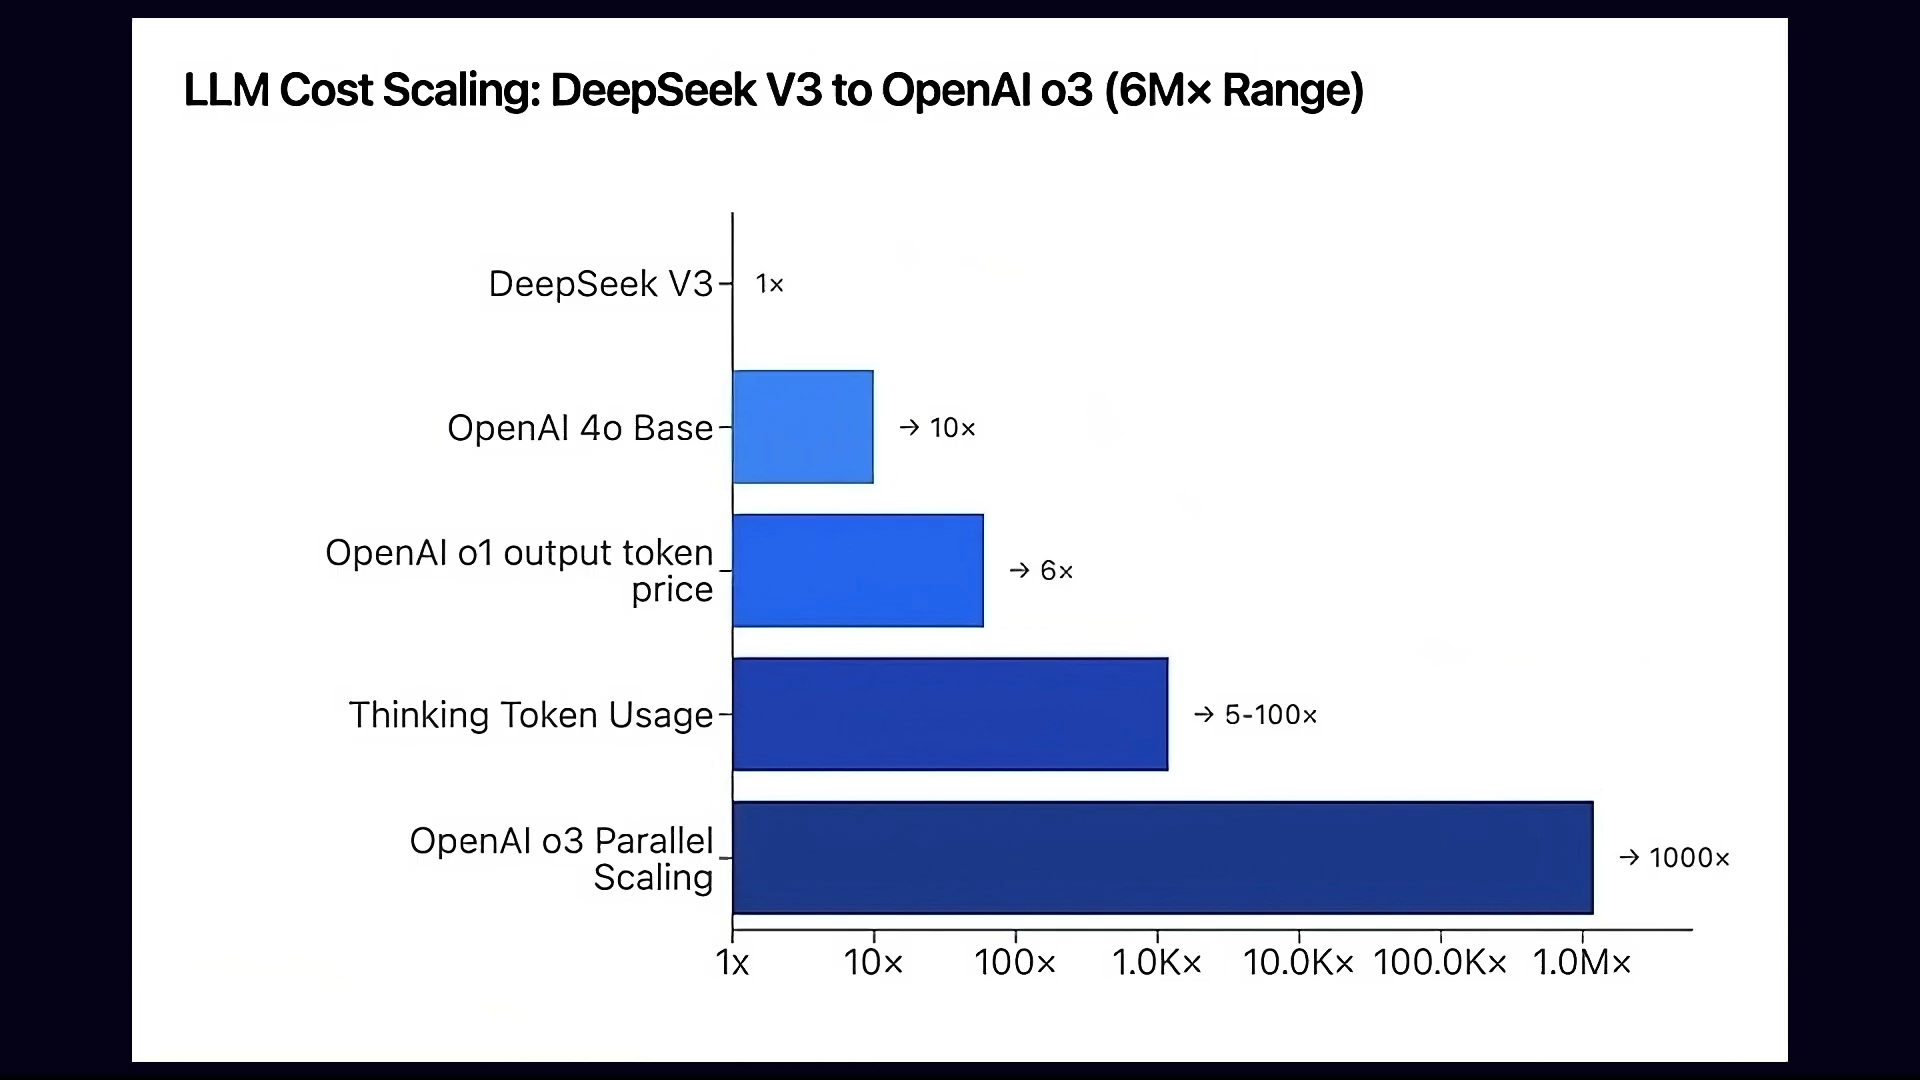 LLM Cost Scaling: DeepSeek V3 to OpenAI o3 (6M× Range)
DeepSeek V3
1x
OpenAI 4o Base
→ 10×
OpenAI o1 output token
price
→ 6×
Thinking Token Usage
→ 5-100×
OpenAI o3 Parallel
Scaling
→ 1000×
1x 10× 100× 1.0K× 10.0K× 100.0K× 1.0M×